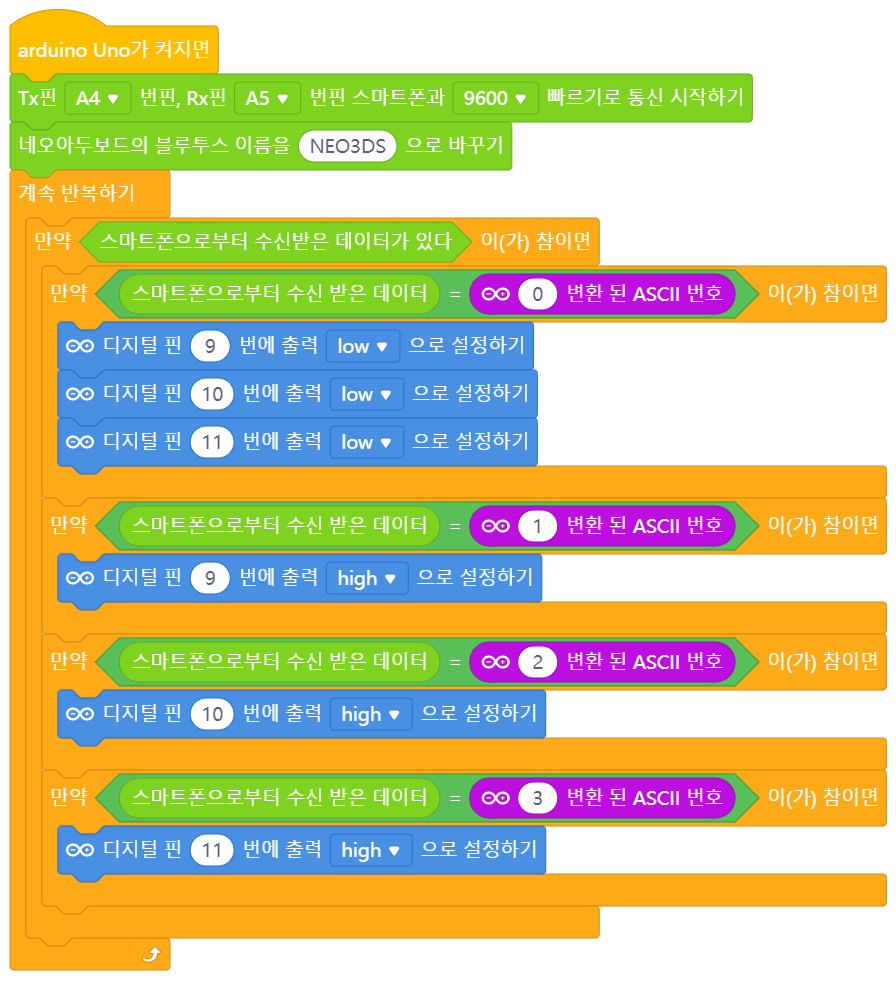 arduino Uno가 켜지면
Tx핀 A4 번핀, Rx핀 A5 번핀 스마트폰과 9600 빠르기로 통신 시작하기
네오아두보드의 블루투스 이름을 NEO3DS 으로 바꾸기
계속 반복하기
만약 스마트폰으로부터 수신받은 데이터가 있다 이(가) 참이면
만약 스마트폰으로부터 수신 받은 데이터 = 0 변환 된 ASCII 번호 이(가) 참이면
디지털 핀 9 번에 출력 low 으로 설정하기
디지털 핀 10 번에 출력 low 으로 설정하기
디지털 핀 11 번에 출력 low 으로 설정하기
만약 스마트폰으로부터 수신 받은 데이터 = 1 변환 된 ASCII 번호 이(가) 참이면
디지털 핀 9 번에 출력 high 으로 설정하기
만약 스마트폰으로부터 수신 받은 데이터 = 2 변환 된 ASCII 번호 이(가) 참이면
디지털 핀 10 번에 출력 high 으로 설정하기
만약 스마트폰으로부터 수신 받은 데이터 = 3 변환 된 ASCII 번호 이(가) 참이면
디지털 핀 11 번에 출력 high 으로 설정하기